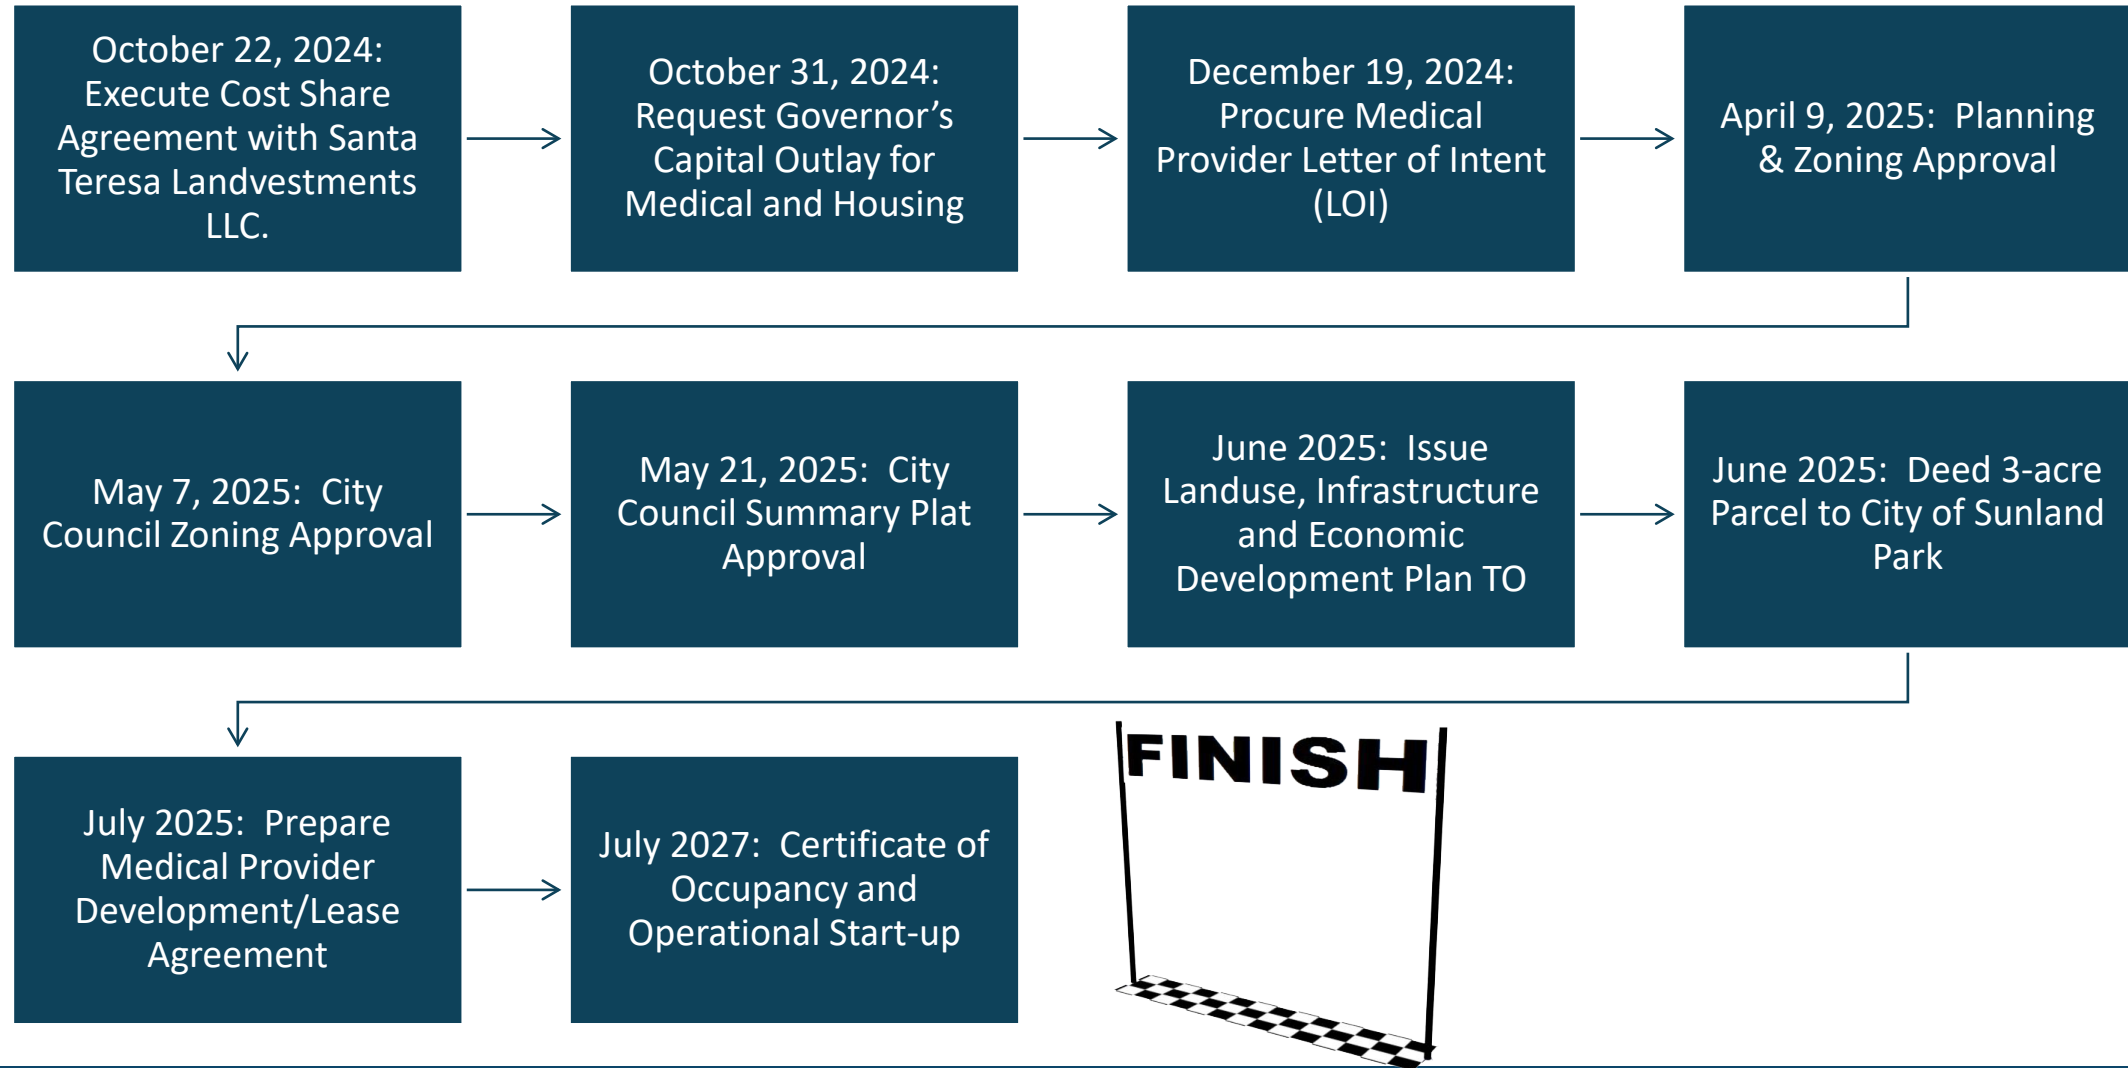 October 22, 2024:
Execute Cost Share
Agreement with Santa
Teresa Landvestments
LLC.
October 31, 2024:
Request Governor’s
Capital Outlay for
Medical and Housing
December 19, 2024:
Procure Medical
Provider Letter of Intent
(LOI)
April 9, 2025:  Planning
& Zoning Approval
May 7, 2025:  City
Council Zoning Approval
May 21, 2025:  City
Council Summary Plat
Approval
June 2025:  Issue
Landuse, Infrastructure
and Economic
Development Plan TO
June 2025:  Deed 3-acre
Parcel to City of Sunland
Park
July 2025:  Prepare
Medical Provider
Development/Lease
Agreement
July 2027:  Certificate of
Occupancy and
Operational Start-up
FINISH